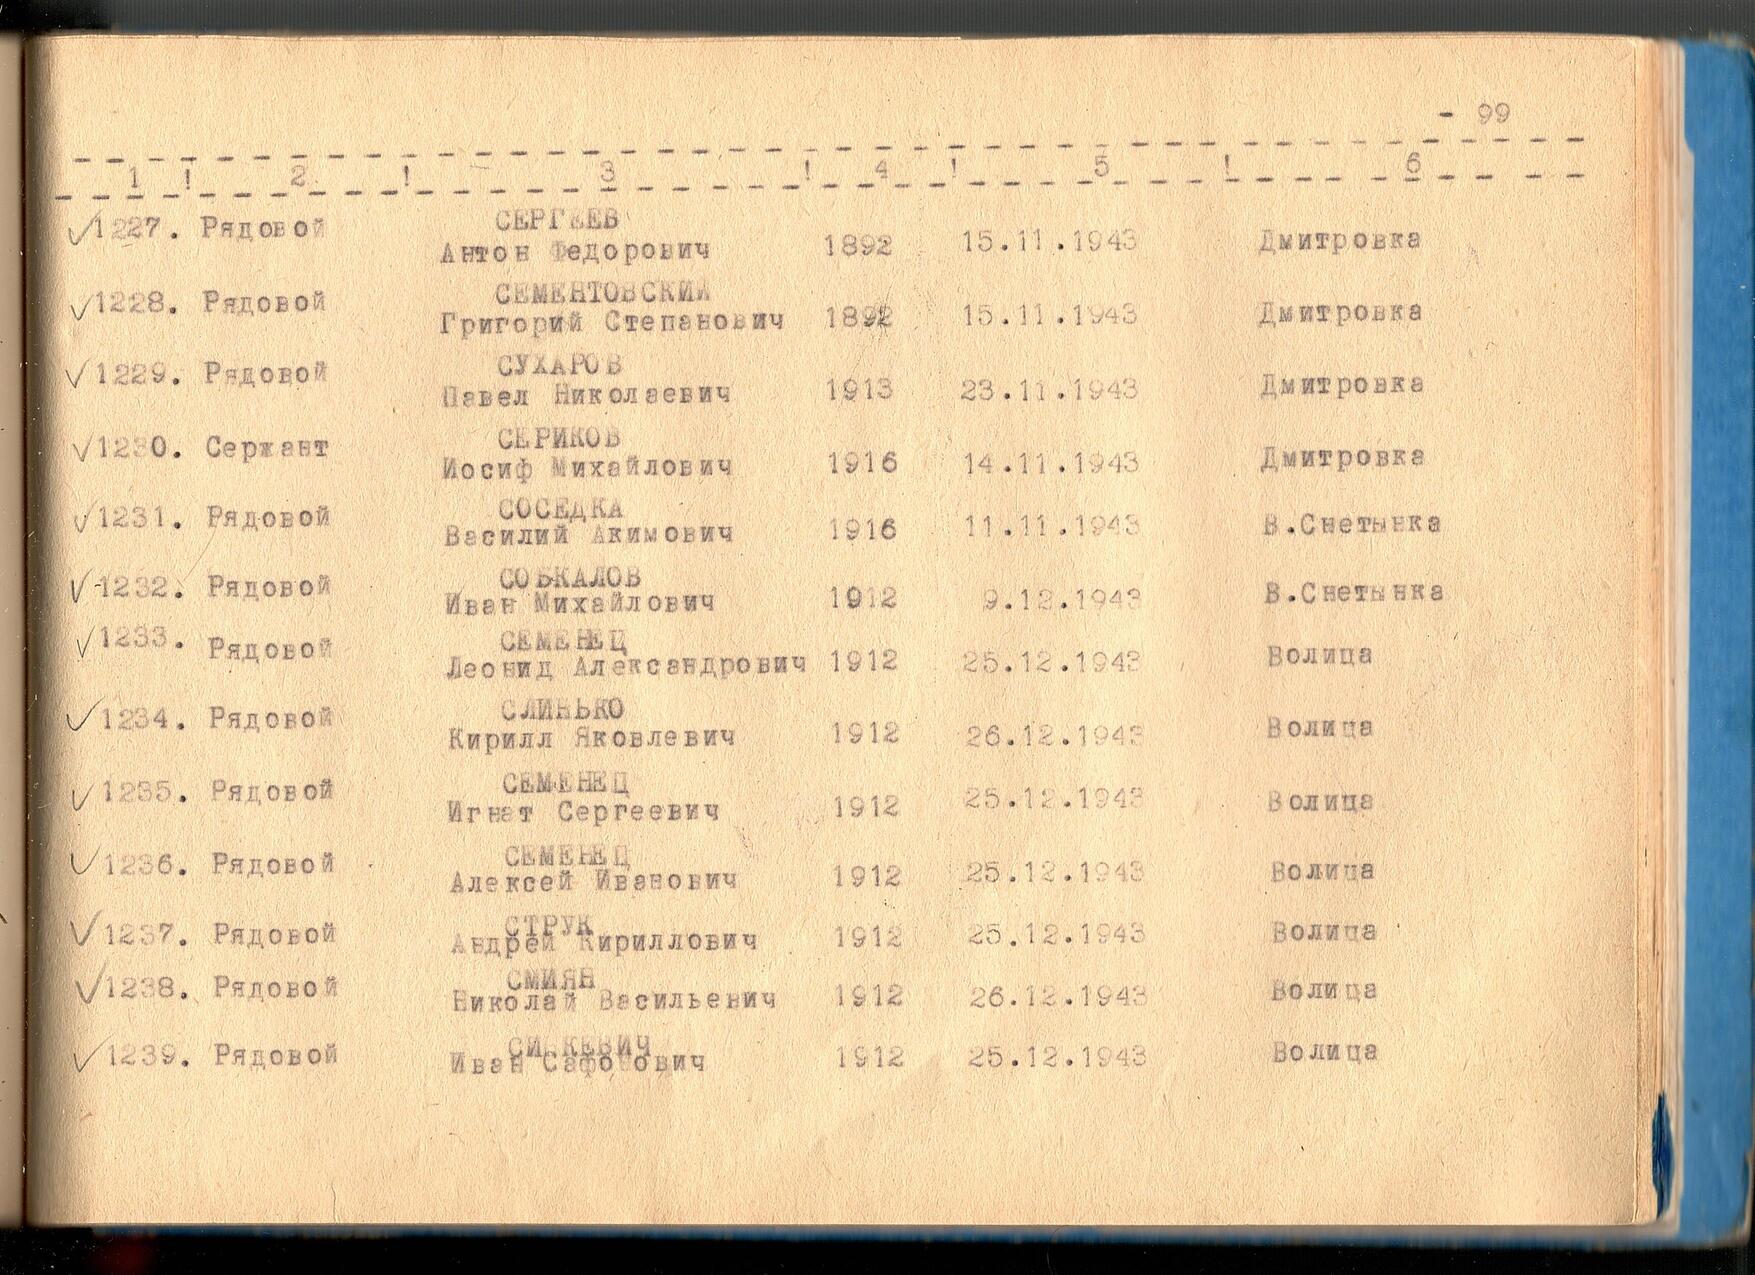 - 99
1 ! 2 ! 3 ! 4 ! 5 ! 6
1227. Рядовой СЕРГЕЕВ Антон Федорович 1892 15.11.1943 Дмитровка
1228. Рядовой СЕМЕНТОВСКИЙ Григорий Степанович 1892 15.11.1943 Дмитровка
1229. Рядовой СУХАРОВ Павел Николаевич 1913 23.11.1943 Дмитровка
1230. Сержант СЕРИКОВ Иосиф Михайлович 1916 14.11.1943 Дмитровка
1231. Рядовой СОСЕДКА Василий Акимович 1916 11.11.1943 В.Снетынка
1232. Рядовой СОБКАЛОВ Иван Михайлович 1912 9.12.1943 В.Снетынка
1233. Рядовой СЕМЕНЕЦ Леонид Александрович 1912 25.12.1943 Волица
1234. Рядовой СЛИНЬКО Кирилл Яковлевич 1912 26.12.1943 Волица
1235. Рядовой СЕМЕНЕЦ Игнат Сергеевич 1912 25.12.1943 Волица
1236. Рядовой СЕМЕНЕЦ Алексей Иванович 1912 25.12.1943 Волица
1237. Рядовой СТРУК Андрей Кириллович 1912 25.12.1943 Волица
1238. Рядовой СМИЯН Николай Васильевич 1912 26.12.1943 Волица
1239. Рядовой Иван 1912 25.12.1943 Волица